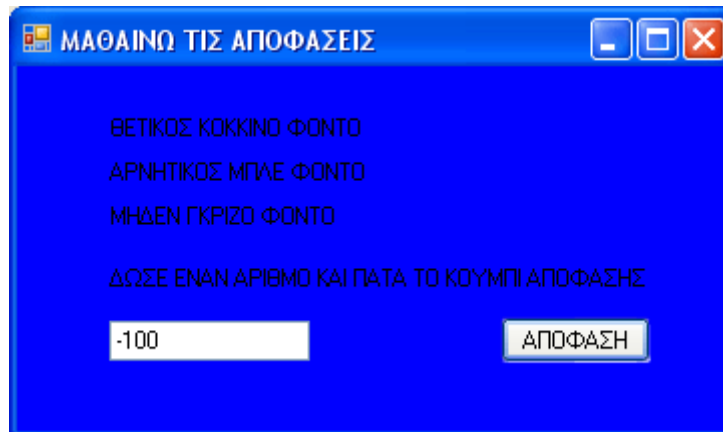 ΜΑΘΑΙΝΩ ΤΙΣ ΑΠΟΦΑΣΕΙΣ
ΘΕΤΙΚΟΣ ΚΟΚΚΙΝΟ ΦΟΝΤΟ
ΑΡΝΗΤΙΚΟΣ ΜΠΛΕ ΦΟΝΤΟ
ΜΗΔΕΝ ΓΚΡΙΖΟ ΦΟΝΤΟ
ΔΩΣΕ ΕΝΑΝ ΑΡΙΘΜΟ ΚΑΙ ΠΑΤΑ ΤΟ ΚΟΥΜΠΙ ΑΠΟΦΑΣΗΣ
-100 ΑΠΟΦΑΣΗ